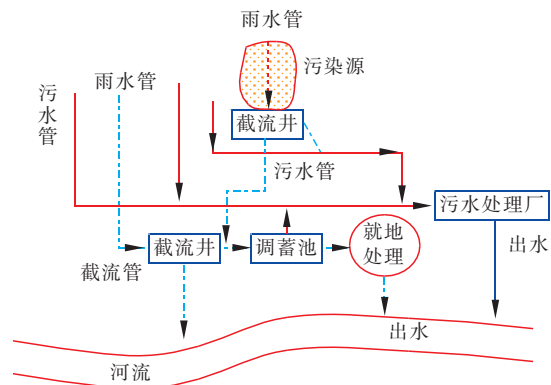 雨水管
污染源
雨水管
污水管
截流井
污水管
污水处理厂
就地
处理
截流井
调蓄池
出水
截流管
出水
河流